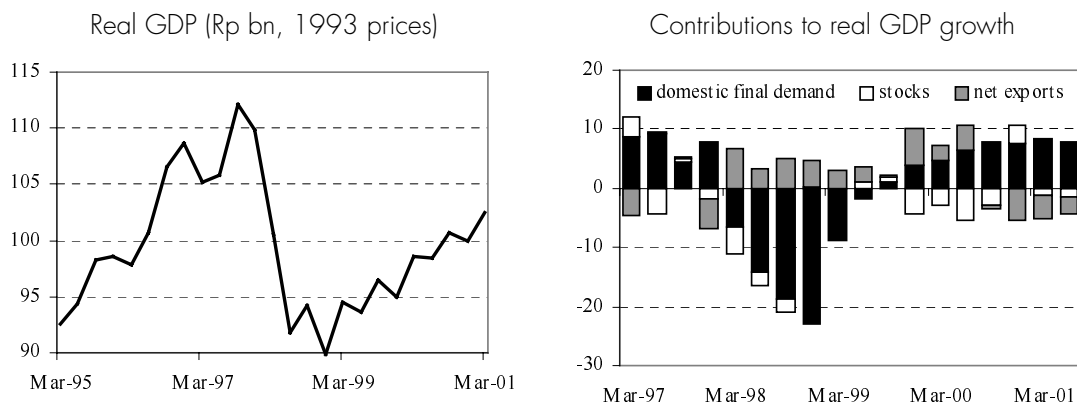 Real GDP (Rp bn, 1993 prices)
115
110
105
100
95
90
Mar-95 Mar-97 Mar-99 Mar-01
Contributions to real GDP growth
20
domestic final demand stocks net exports
10
0
-10
-20
-30
Mar-97 Mar-98 Mar-99 Mar-00 Mar-01